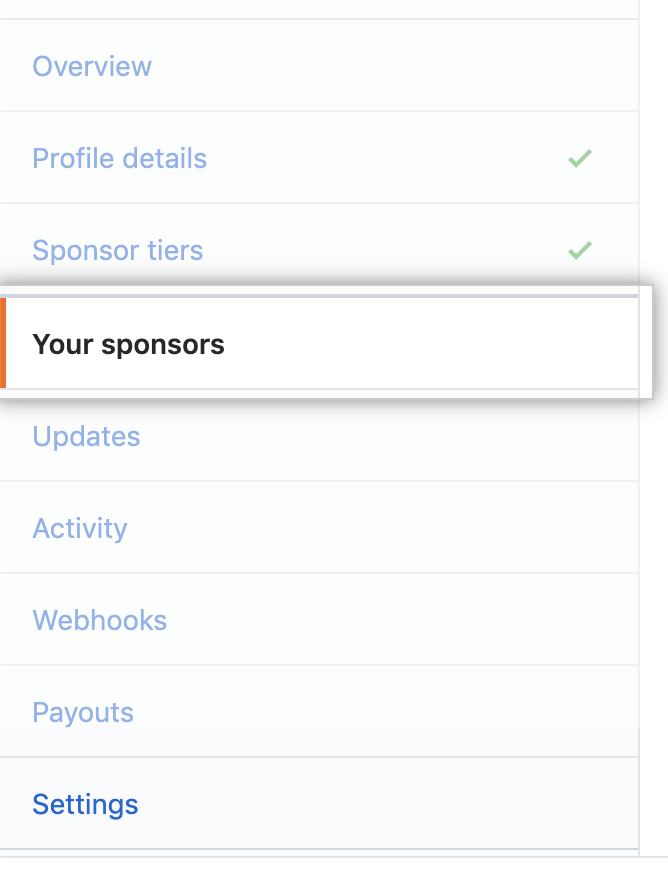 Overview
Profile details
Sponsor tiers
Your sponsors
Updates
Activity
Webhooks
Payouts
Settings